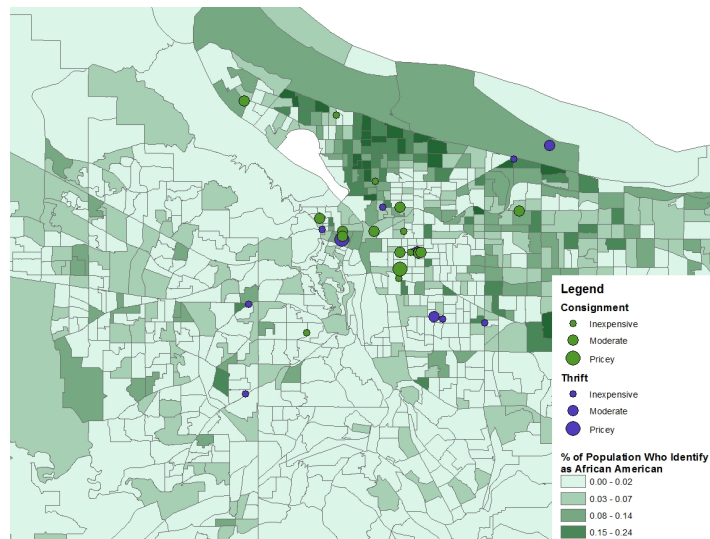 Legend
Consignment
Inexpensive
Moderate
Pricey
Thrift
Inexpensive
Moderate
Pricey
% of Population Who Identify
as African American
0.00 - 0.02
0.03 - 0.07
0.08 - 0.14
0.15 - 0.24